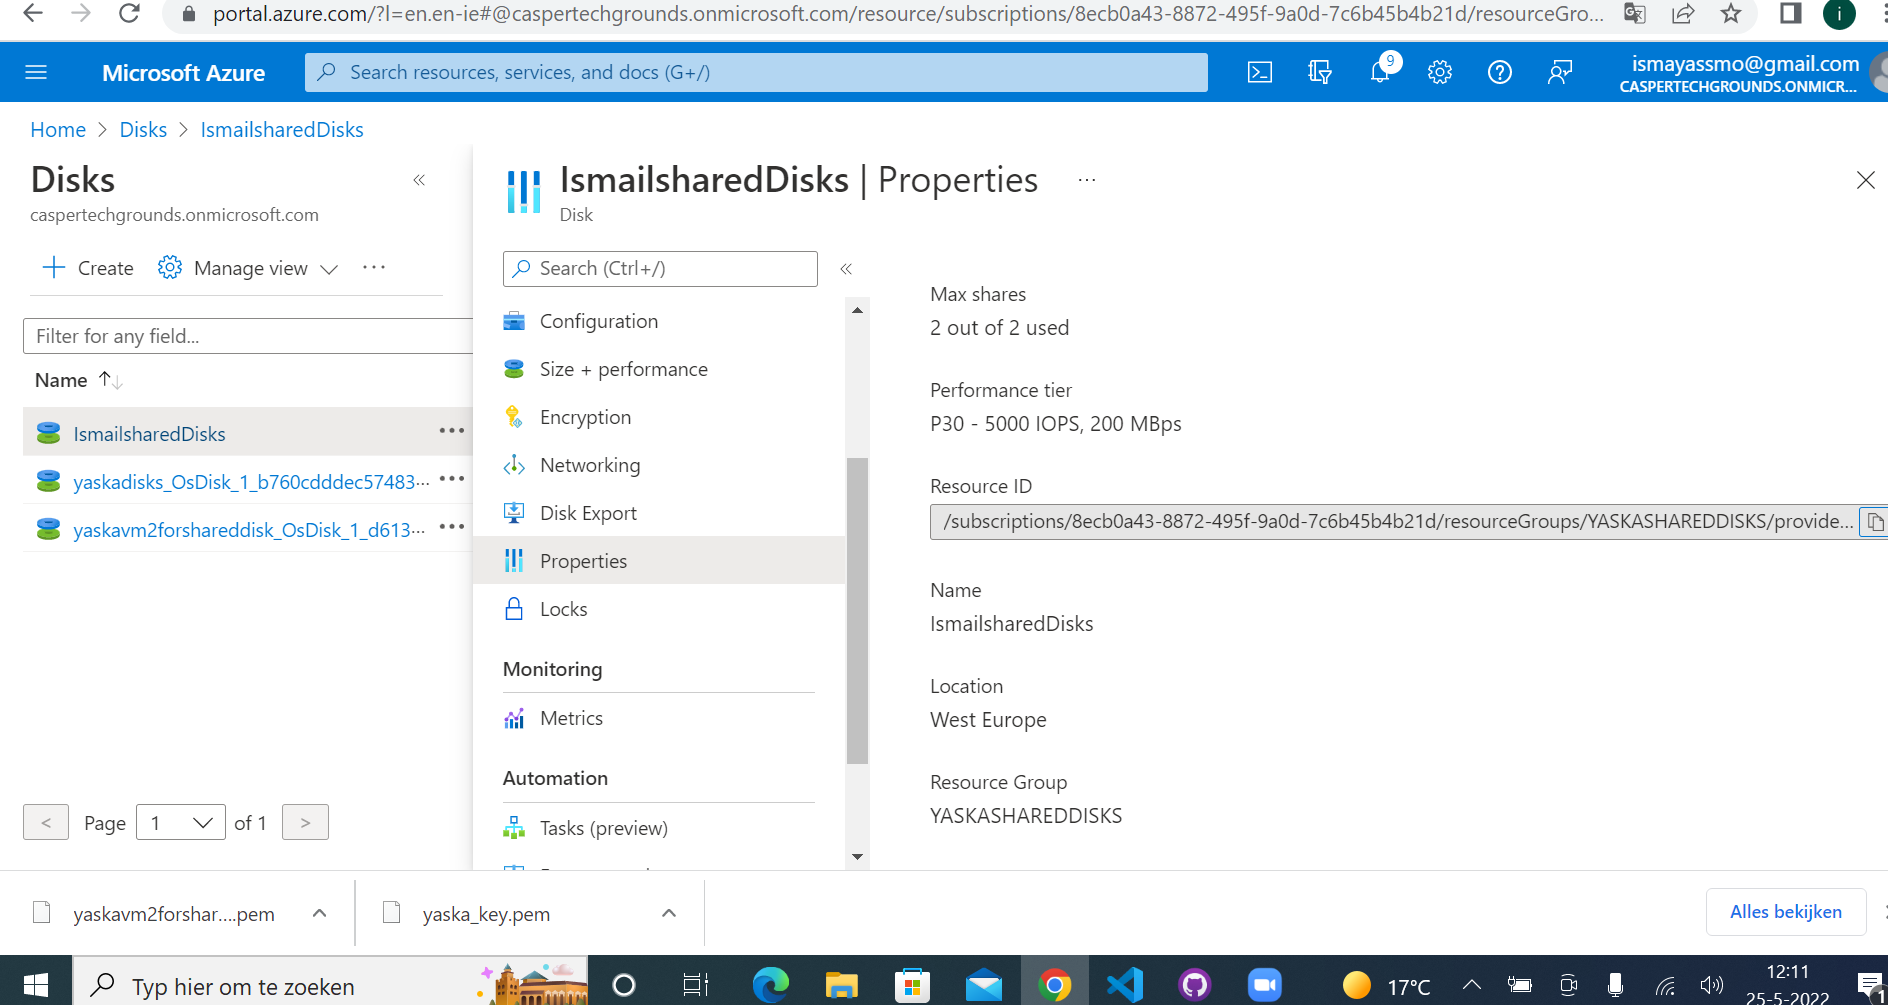 portal.azure.com/?l=en.en-ie#@caspertechgrounds.onmicrosoft.com/resource/subscriptions/8ecb0a43-8872-495f-9a0d-7c6b45b4b21d/resourceGro...
i
Microsoft Azure
Search resources, services, and docs (G+/)
9
ismayassmo@gmail.com
CASPERTECHGROUNDS.ONMICR...
Home > Disks > IsmailsharedDisks
Disks
caspertechgrounds.onmicrosoft.com
Create
Manage view
Filter for any field...
Name
IsmailsharedDisks
yaskadisks_OsDisk_1_b760cdddec57483...
yaskavm2forshareddisk_OsDisk_1_d613...
< Page 1 of 1 >
IsmailsharedDisks | Properties
Disk
Search (Ctrl+/)
Configuration
Size + performance
Encryption
Networking
Disk Export
Properties
Locks
Monitoring
Metrics
Automation
Tasks (preview)
Max shares
2 out of 2 used
Performance tier
P30 - 5000 IOPS, 200 MBps
Resource ID
/subscriptions/8ecb0a43-8872-495f-9a0d-7c6b45b4b21d/resourceGroups/YASKASHAREDDISKS/provide...
Name
IsmailsharedDisks
Location
West Europe
Resource Group
YASKASHAREDDISKS
yaskavm2forshar....pem
yaska_key.pem
Alles bekijken
Typ hier om te zoeken
17°C
12:11
25-5-2022
1